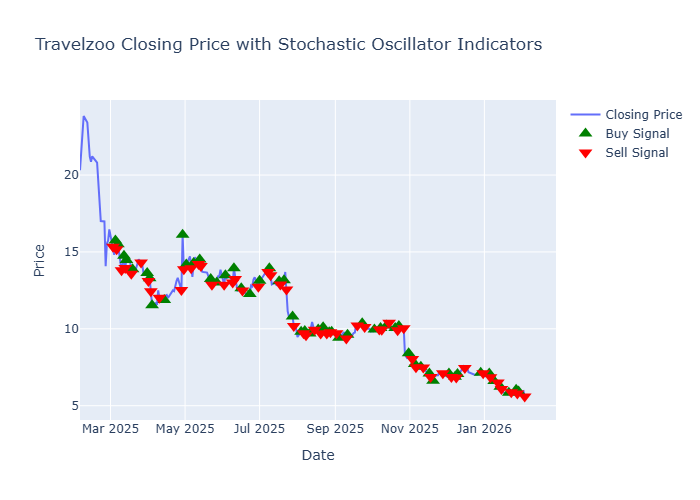 Travelzoo Closing Price with Stochastic Oscillator Indicators
Closing Price
Buy Signal
Sell Signal
Price
20
15
10
5
Mar 2025
May 2025
Jul 2025
Sep 2025
Nov 2025
Jan 2026
Date